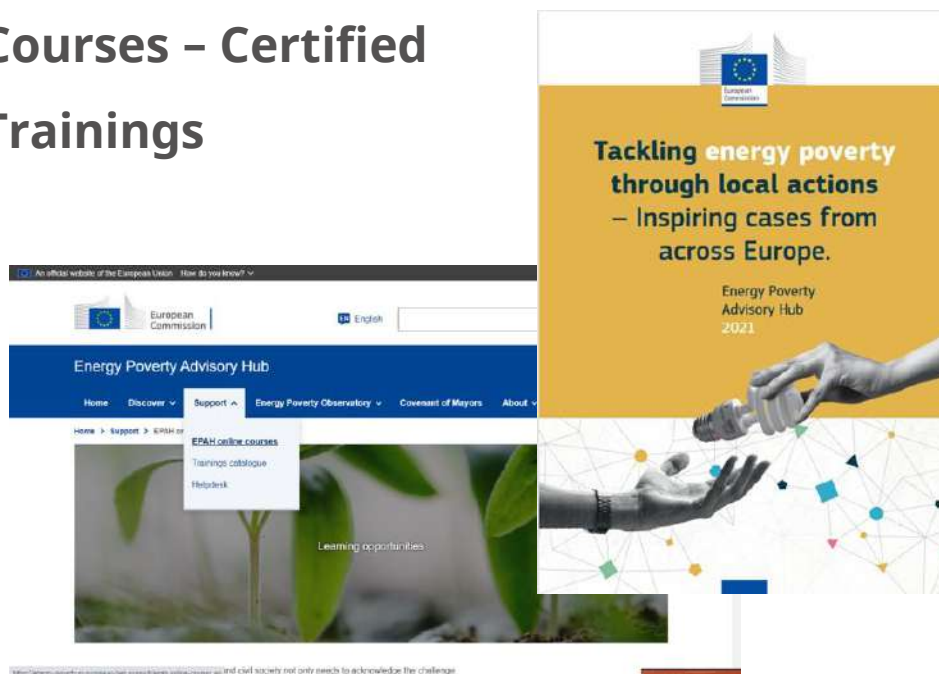 Courses – Certified
Trainings
European
Commission
Tackling energy poverty
through local actions
– Inspiring cases from
across Europe.
Energy Poverty
Advisory Hub
2021
An official website of the European Union How do you know?
European
Commission
EN English
Energy Poverty Advisory Hub
Home Discover Support Energy Poverty Observatory Covenant of Mayors About
Home > Support > EPAH
EPAH online courses
Trainings catalogue
Helpdesk
Learning opportunities
and civil society not only needs to acknowledge the challenge